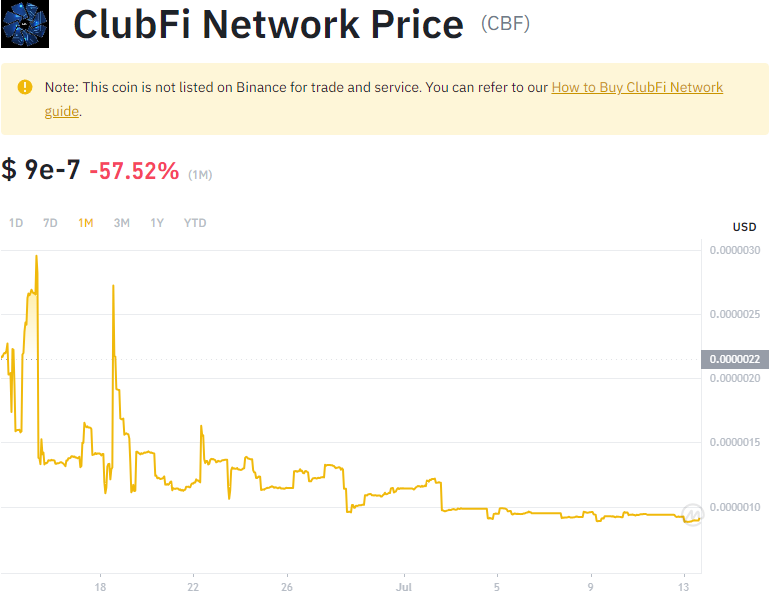 ClubFi Network Price (CBF)
Note: This coin is not listed on Binance for trade and service. You can refer to our How to Buy ClubFi Network
guide.
$ 9e-7 -57.52% (1M)
1D 7D 1M 3M 1Y YTD
USD
0.0000030
0.0000025
0.0000022
0.0000020
0.0000015
0.0000010
18 22 26 Jul 5 9 13